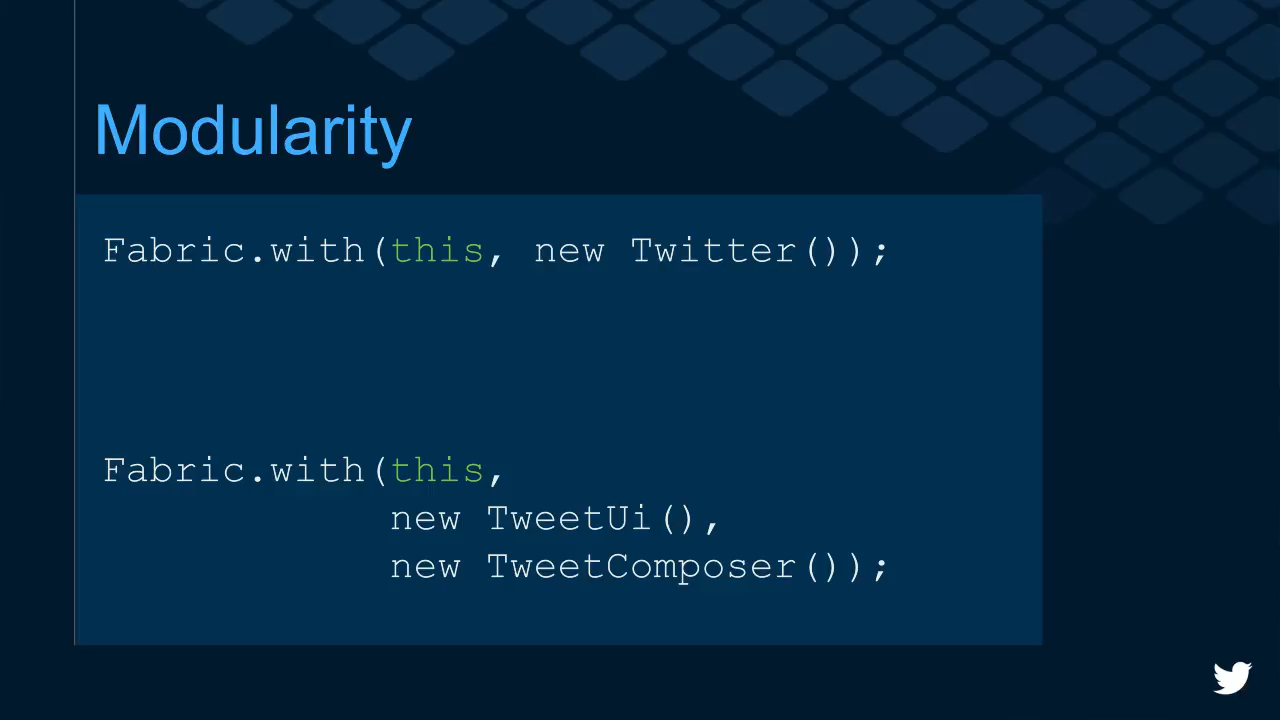 Modularity
Fabric.with(this, new Twitter());
Fabric.with(this,
new TweetUi(),
new TweetComposer());